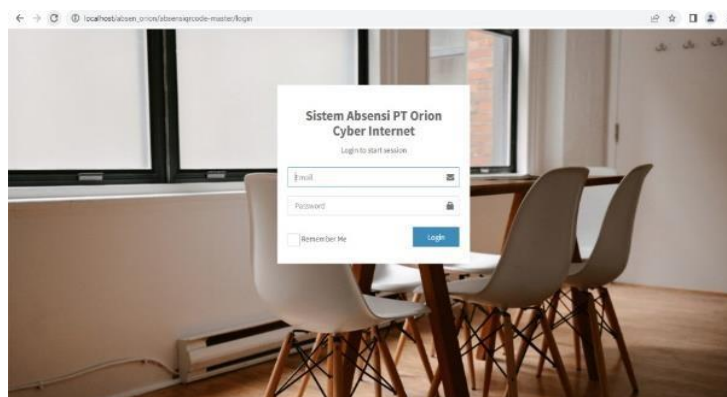 localhost/absen_orion/absensiqrcode-master/login
Sistem Absensi PT Orion
Cyber Internet
Login to start session
Email
Password
Remember Me
Login